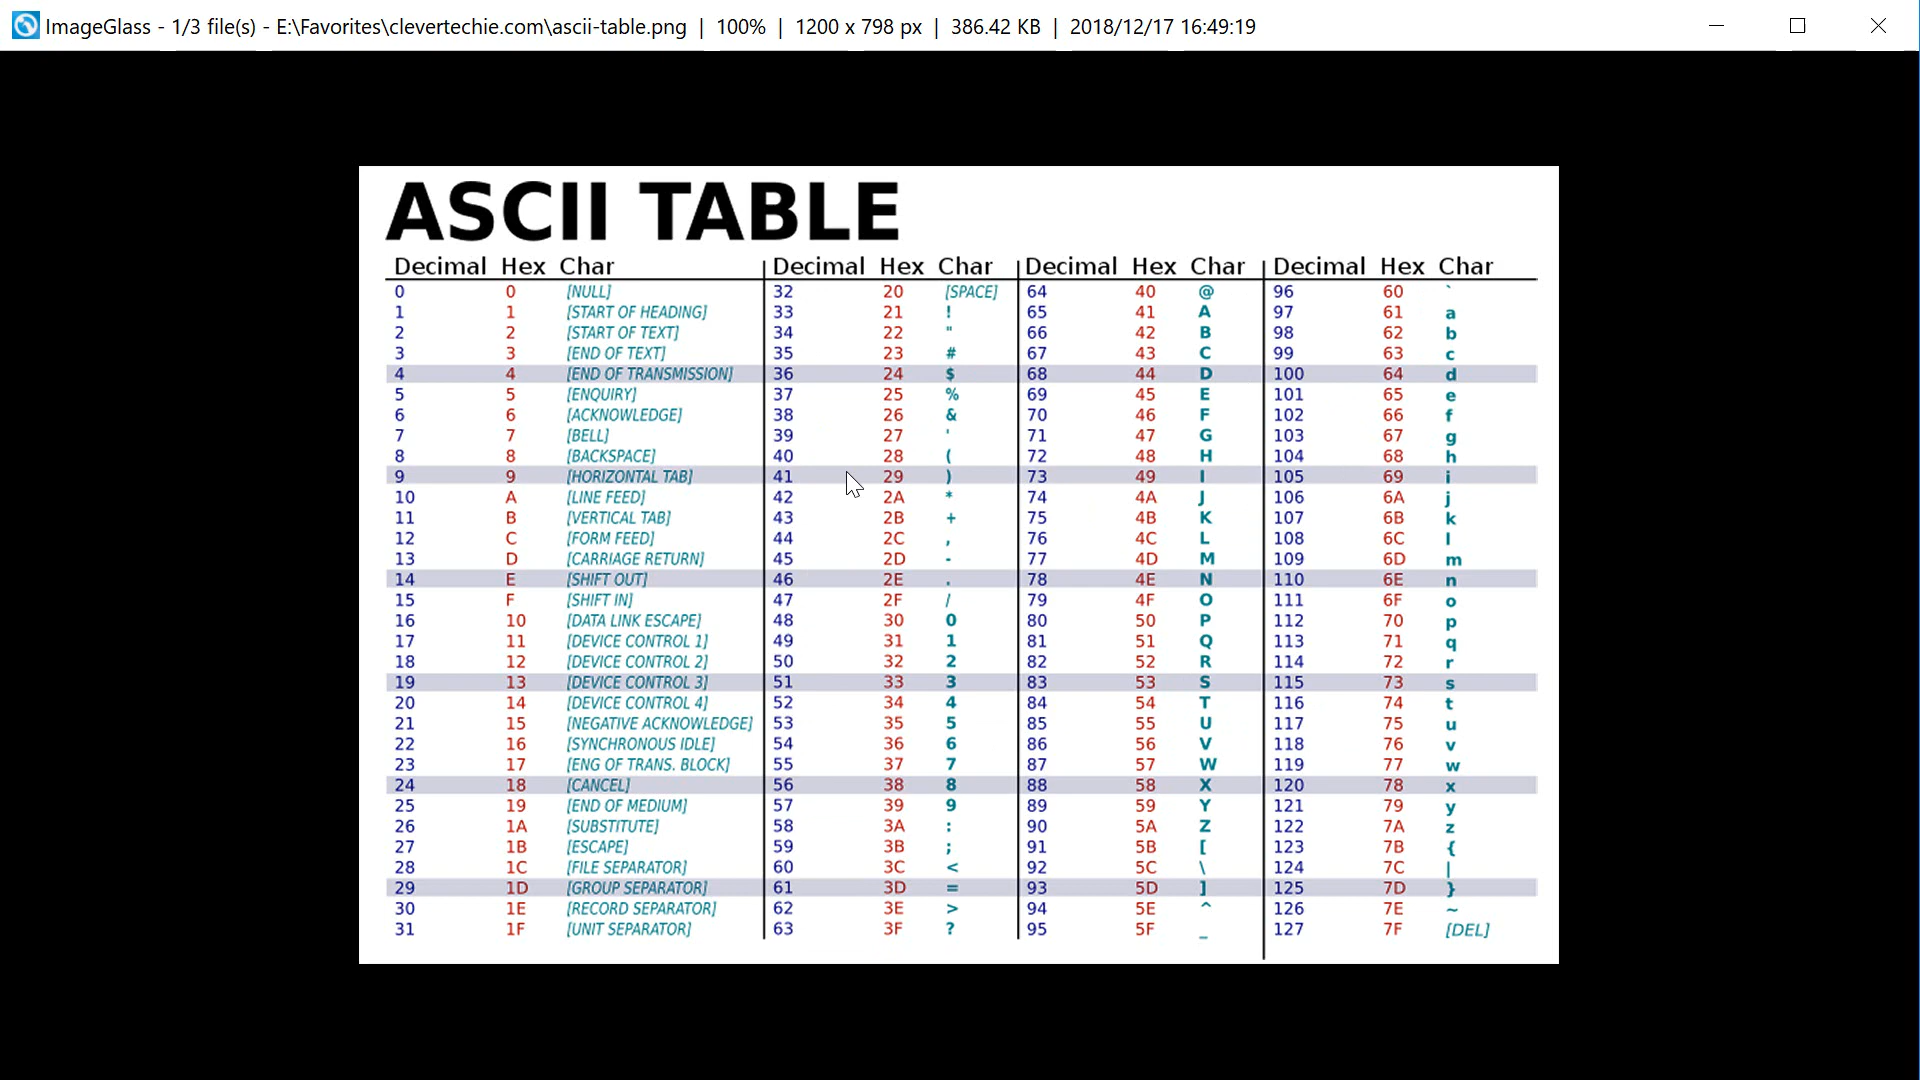 ImageGlass - 1/3 file(s) - E:\Favorites\clevertechie.com\ascii-table.png | 100% | 1200 x 798 px | 386.42 KB | 2018/12/17 16:49:19
ASCII TABLE
Decimal Hex Char Decimal Hex Char Decimal Hex Char Decimal Hex Char
0 0 [NULL] 32 20 [SPACE] 64 40 @ 96 60 `
1 1 [START OF HEADING] 33 21 ! 65 41 A 97 61 a
2 2 [START OF TEXT] 34 22 " 66 42 B 98 62 b
3 3 [END OF TEXT] 35 23 # 67 43 C 99 63 c
4 4 [END OF TRANSMISSION] 36 24 $ 68 44 D 100 64 d
5 5 [ENQUIRY] 37 25 % 69 45 E 101 65 e
6 6 [ACKNOWLEDGE] 38 26 & 70 46 F 102 66 f
7 7 [BELL] 39 27 ' 71 47 G 103 67 g
8 8 [BACKSPACE] 40 28 ( 72 48 H 104 68 h
9 9 [HORIZONTAL TAB] 41 29 ) 73 49 I 105 69 i
10 A [LINE FEED] 42 2A * 74 4A J 106 6A j
11 B [VERTICAL TAB] 43 2B + 75 4B K 107 6B k
12 C [FORM FEED] 44 2C , 76 4C L 108 6C l
13 D [CARRIAGE RETURN] 45 2D - 77 4D M 109 6D m
14 E [SHIFT OUT] 46 2E . 78 4E N 110 6E n
15 F [SHIFT IN] 47 2F / 79 4F O 111 6F o
16 10 [DATA LINK ESCAPE] 48 30 0 80 50 P 112 70 p
17 11 [DEVICE CONTROL 1] 49 31 1 81 51 Q 113 71 q
18 12 [DEVICE CONTROL 2] 50 32 2 82 52 R 114 72 r
19 13 [DEVICE CONTROL 3] 51 33 3 83 53 S 115 73 s
20 14 [DEVICE CONTROL 4] 52 34 4 84 54 T 116 74 t
21 15 [NEGATIVE ACKNOWLEDGE] 53 35 5 85 55 U 117 75 u
22 16 [SYNCHRONOUS IDLE] 54 36 6 86 56 V 118 76 v
23 17 [ENG OF TRANS. BLOCK] 55 37 7 87 57 W 119 77 w
24 18 [CANCEL] 56 38 8 88 58 X 120 78 x
25 19 [END OF MEDIUM] 57 39 9 89 59 Y 121 79 y
26 1A [SUBSTITUTE] 58 3A : 90 5A Z 122 7A z
27 1B [ESCAPE] 59 3B ; 91 5B [ 123 7B {
28 1C [FILE SEPARATOR] 60 3C < 92 5C \ 124 7C |
29 1D [GROUP SEPARATOR] 61 3D = 93 5D ] 125 7D }
30 1E [RECORD SEPARATOR] 62 3E > 94 5E ^ 126 7E ~
31 1F [UNIT SEPARATOR] 63 3F ? 95 5F _ 127 7F [DEL]